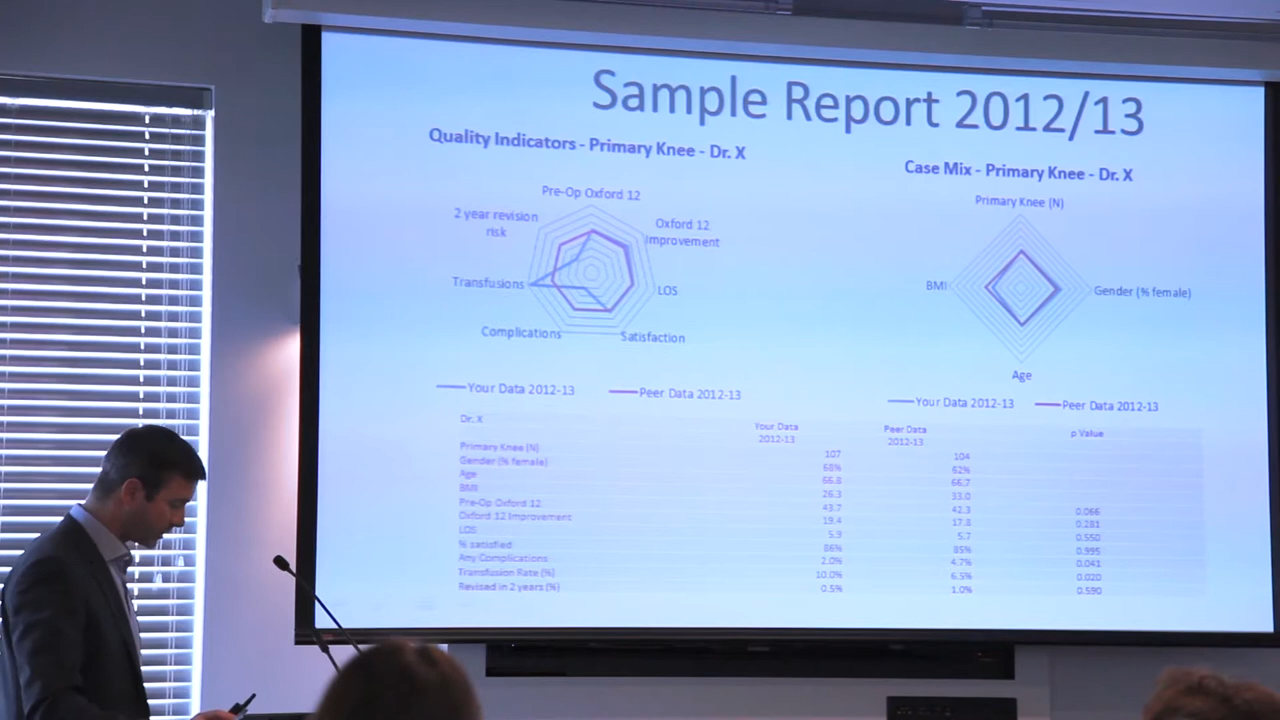 Sample Report 2012/13
Quality Indicators - Primary Knee - Dr. X
Pre-Op Oxford 12
2 year revision
risk
Oxford 12
Improvement
Transfusions
LOS
Complications
Satisfaction
Your Data 2012-13
Peer Data 2012-13
Case Mix - Primary Knee - Dr. X
Primary Knee (N)
BMI
Gender (% female)
Age
Your Data 2012-13
Peer Data 2012-13
Dr. X
Your Data
2012-13
Peer Data
2012-13
p Value
Primary Knee (N) 107 104
Gender (% female) 68% 62%
Age 66.8 66.7
BMI 26.3 33.0
Pre-Op Oxford 12 43.7 42.3 0.066
Oxford 12 Improvement 19.4 17.8 0.281
LOS 5.9 5.7 0.550
% satisfied 86% 85% 0.995
Any Complications 2.0% 4.7% 0.041
Transfusion Rate (%) 10.0% 6.5% 0.020
Revised in 2 years (%) 0.5% 1.0% 0.590